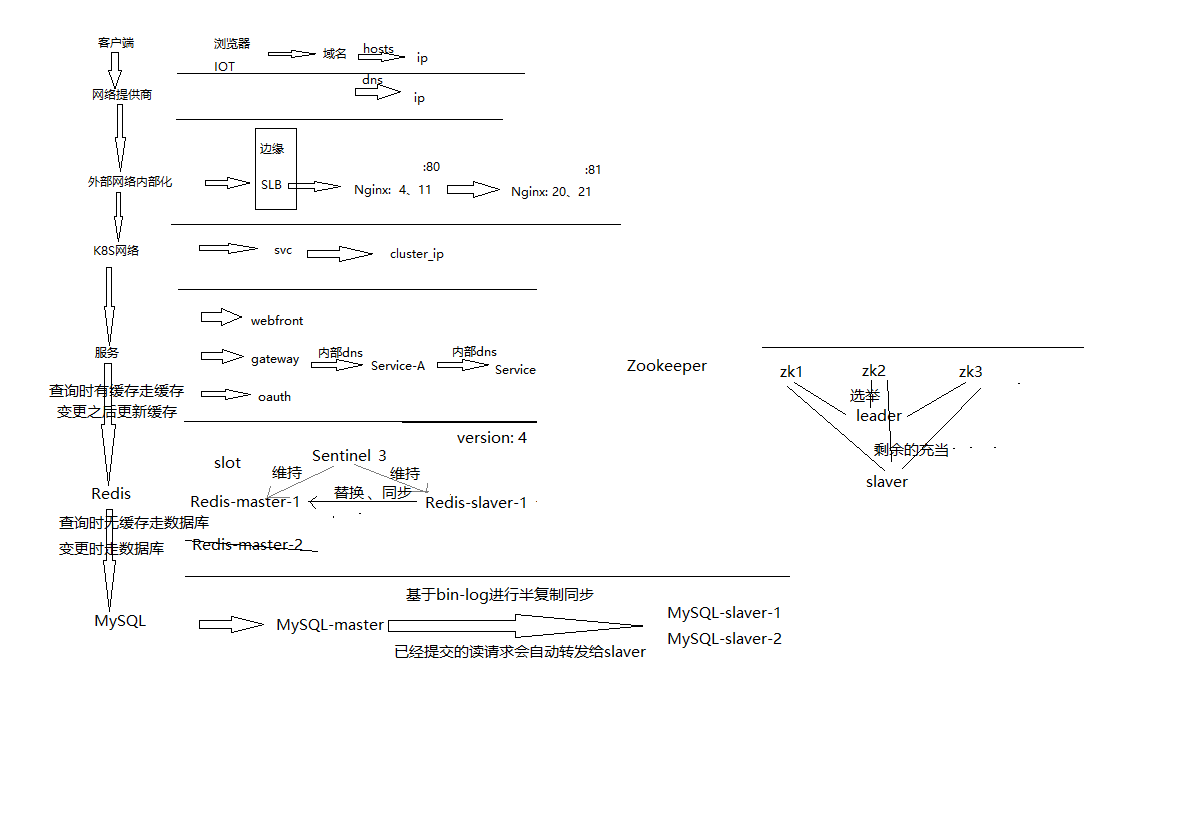 客户端
浏览器
IOT
域名
hosts
ip
网络提供商
dns
ip
外部网络内部化
边缘
SLB
:80
Nginx: 4、11
:81
Nginx: 20、21
K8S网络
svc
cluster_ip
服务
webfront
gateway
内部dns
Service-A
内部dns
Service
oauth
查询时有缓存走缓存
变更之后更新缓存
version: 4
slot
Sentinel 3
维持
维持
Redis
Redis-master-1
替换、同步
Redis-slaver-1
查询时无缓存走数据库
变更时走数据库
Redis-master-2
MySQL
MySQL-master
基于bin-log进行半复制同步
已经提交的读请求会自动转发给slaver
MySQL-slaver-1
MySQL-slaver-2
Zookeeper
zk1
zk2
zk3
选举
leader
剩余的充当
slaver